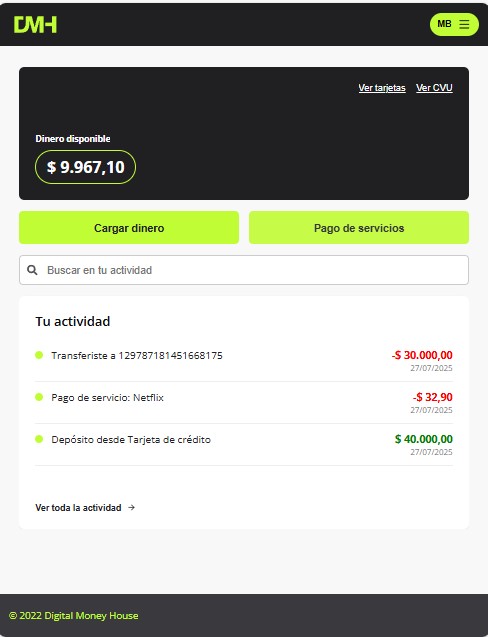 DMH
MB
Ver tarjetas Ver CVU
Dinero disponible
$ 9.967,10
Cargar dinero Pago de servicios
Buscar en tu actividad
Tu actividad
Transferiste a 129787181451668175 -$ 30.000,00
27/07/2025
Pago de servicio: Netflix -$ 32,90
27/07/2025
Depósito desde Tarjeta de crédito $ 40.000,00
27/07/2025
Ver toda la actividad →
© 2022 Digital Money House